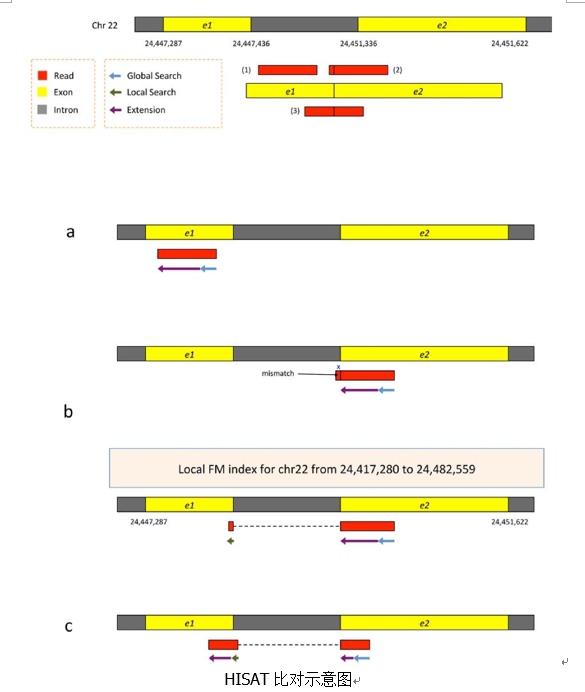 Chr 22
e1
e2
24,447,287
24,447,436
24,451,336
24,451,622
Read
Exon
Intron
Global Search
Local Search
Extension
(1)
(2)
e1
e2
(3)
a
e1
e2
e1
e2
x
mismatch
b
Local FM index for chr22 from 24,417,280 to 24,482,559
e1
e2
24,447,287
24,451,622
c
e1
e2
HISAT 比对示意图